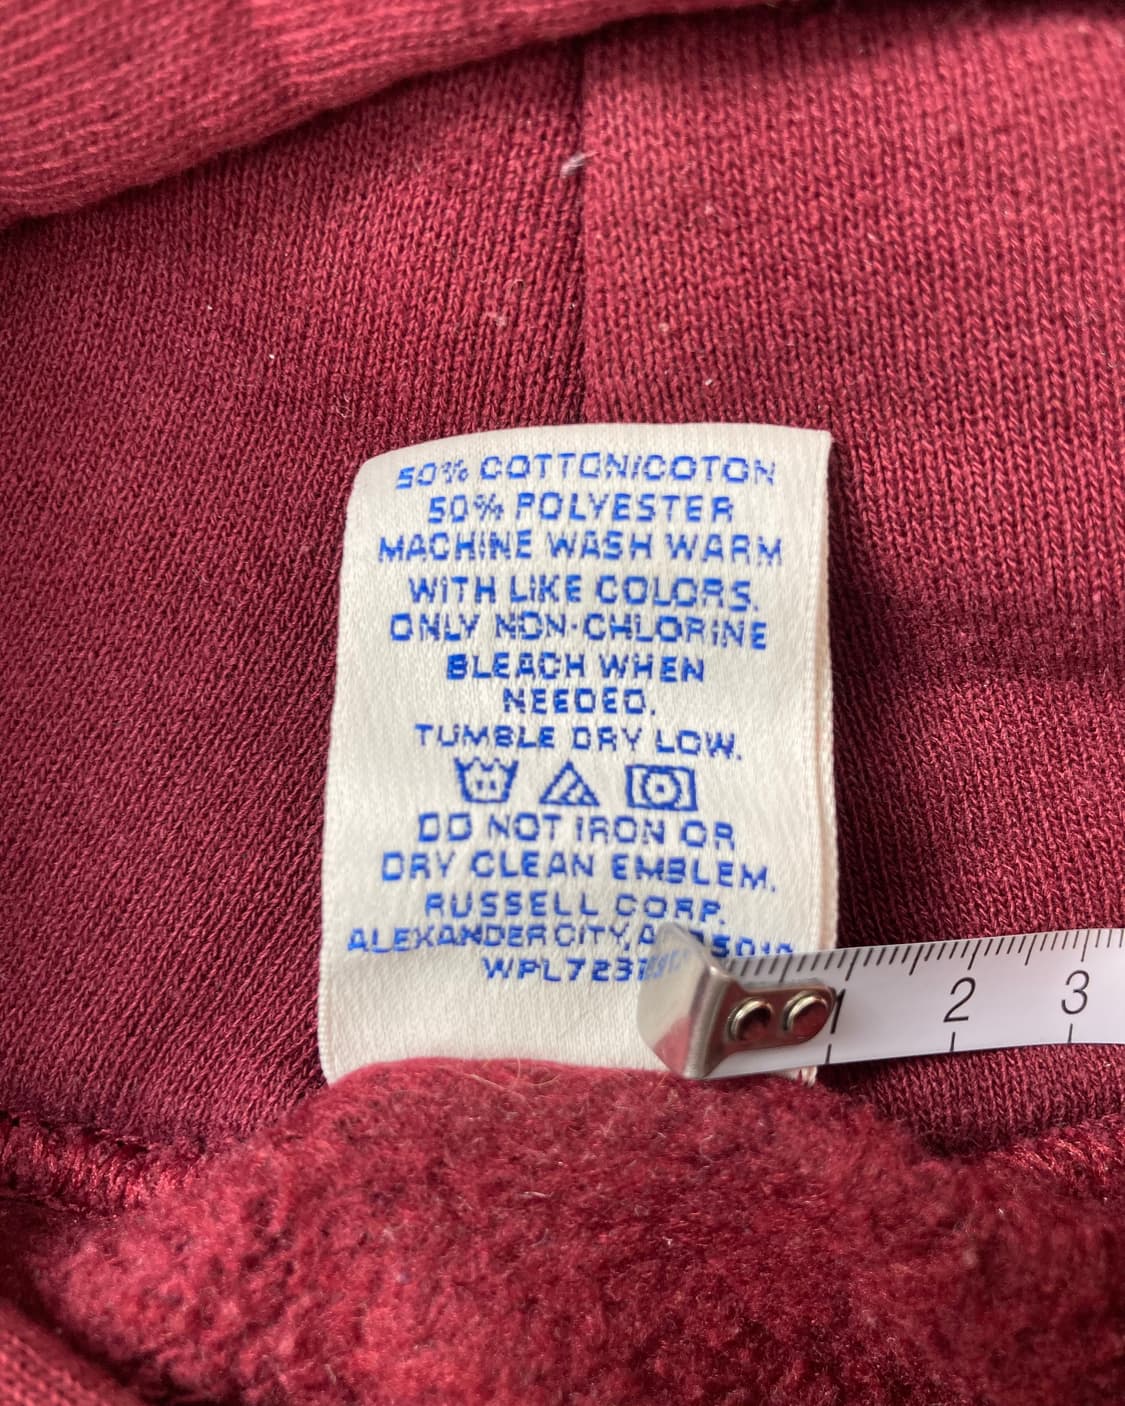 50% COTTON/COTON
50% POLYESTER
MACHINE WASH WARM
WITH LIKE COLORS.
ONLY NON-CHLORINE
BLEACH WHEN
NEEDED.
TUMBLE DRY LOW.
DO NOT IRON OR
DRY CLEAN EMBLEM.
RUSSELL CORP.
ALEXANDER CITY,
1 2 3